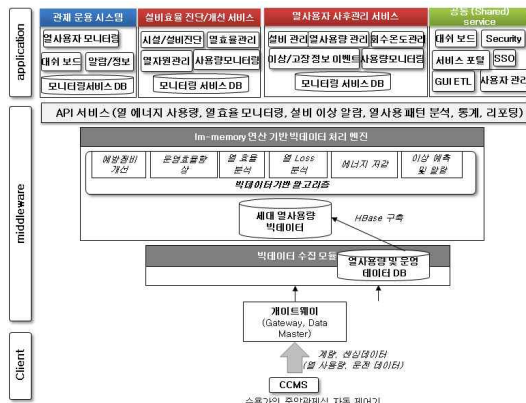 application
관제 운용 시스템
열사용자 모니터링
대쉬 보드
알람/정보
모니터링서비스 DB
설비효율 진단/개선 서비스
시설/설비진단
열효율관리
열자원관리
사용량모니터링
모니터링 서비스 DB
열사용자 사후관리 서비스
설비 관리
열사용량 관리
회수온도관리
이상/고장 정보 이벤트
사용량모니터링
모니터링 서비스 DB
공통 (Shared)
service
대쉬 보드
Security
서비스 포탈
SSO
GUI ETL
사용자 관리
middleware
API 서비스 (열 에너지 사용량, 열 효율 모니터링, 설비 이상 알람, 열사용 패턴 분석, 통계, 리포팅)
Im-memory 연산 기반 빅데이터 처리 엔진
예방정비
개선
운영효율향
상
열 효율
분석
열 Loss
분석
에너지 저감
이상 예측
및 알람
빅데이터기반 알고리즘
세대 열사용량
빅데이터
HBase 구축
빅데이터 수집 모듈
열사용량 및 운영
데이터 DB
게이트웨이
(Gateway, Data
Master)
Client
계량, 센싱데이터
(열 사용량, 운전 데이터)
CCMS